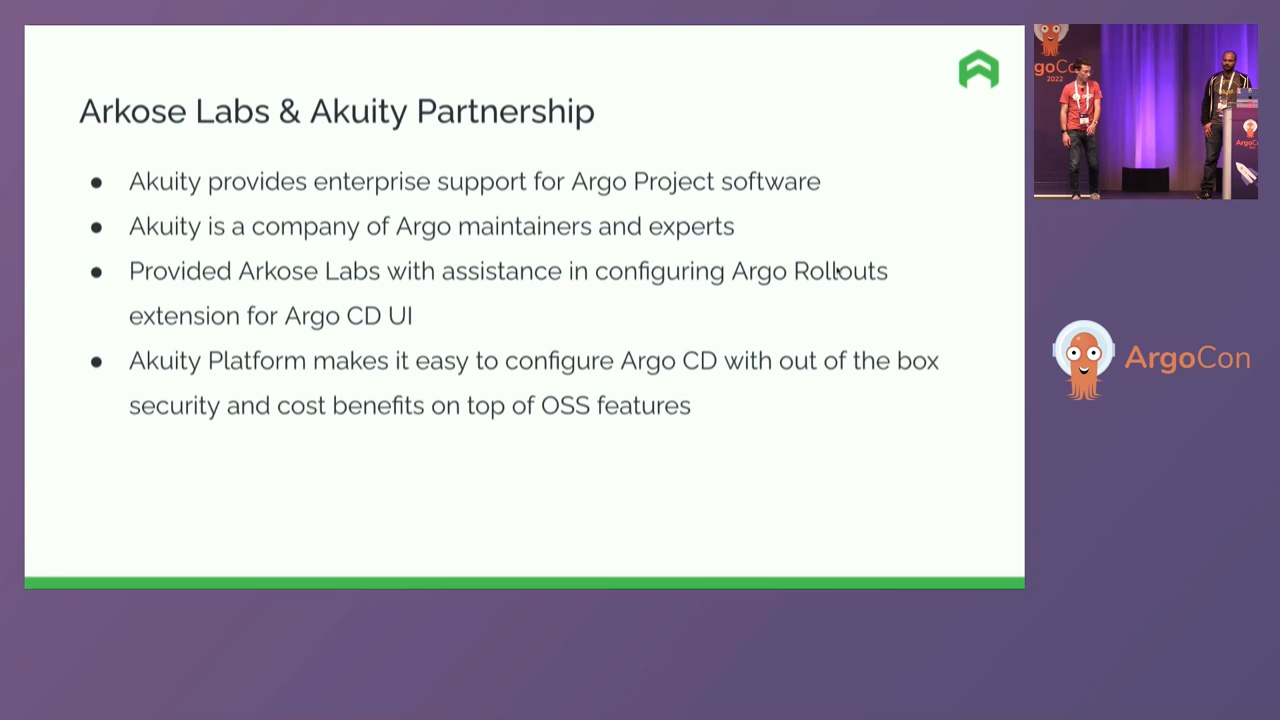 Arkose Labs & Akuity Partnership
● Akuity provides enterprise support for Argo Project software
● Akuity is a company of Argo maintainers and experts
● Provided Arkose Labs with assistance in configuring Argo Rollouts
extension for Argo CD UI
● Akuity Platform makes it easy to configure Argo CD with out of the box
security and cost benefits on top of OSS features
goCo
2022
ArgoCo
ArgoCon